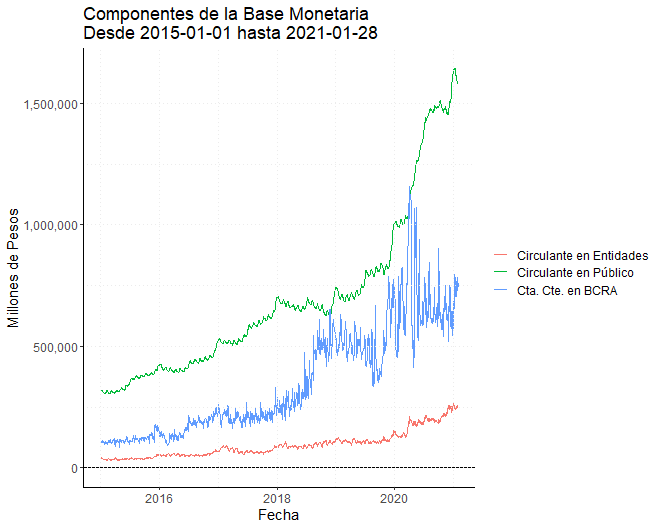 Componentes de la Base Monetaria
Desde 2015-01-01 hasta 2021-01-28
Millones de Pesos
1,500,000
1,000,000
500,000
0
2016
2018
2020
Fecha
Circulante en Entidades
Circulante en Público
Cta. Cte. en BCRA